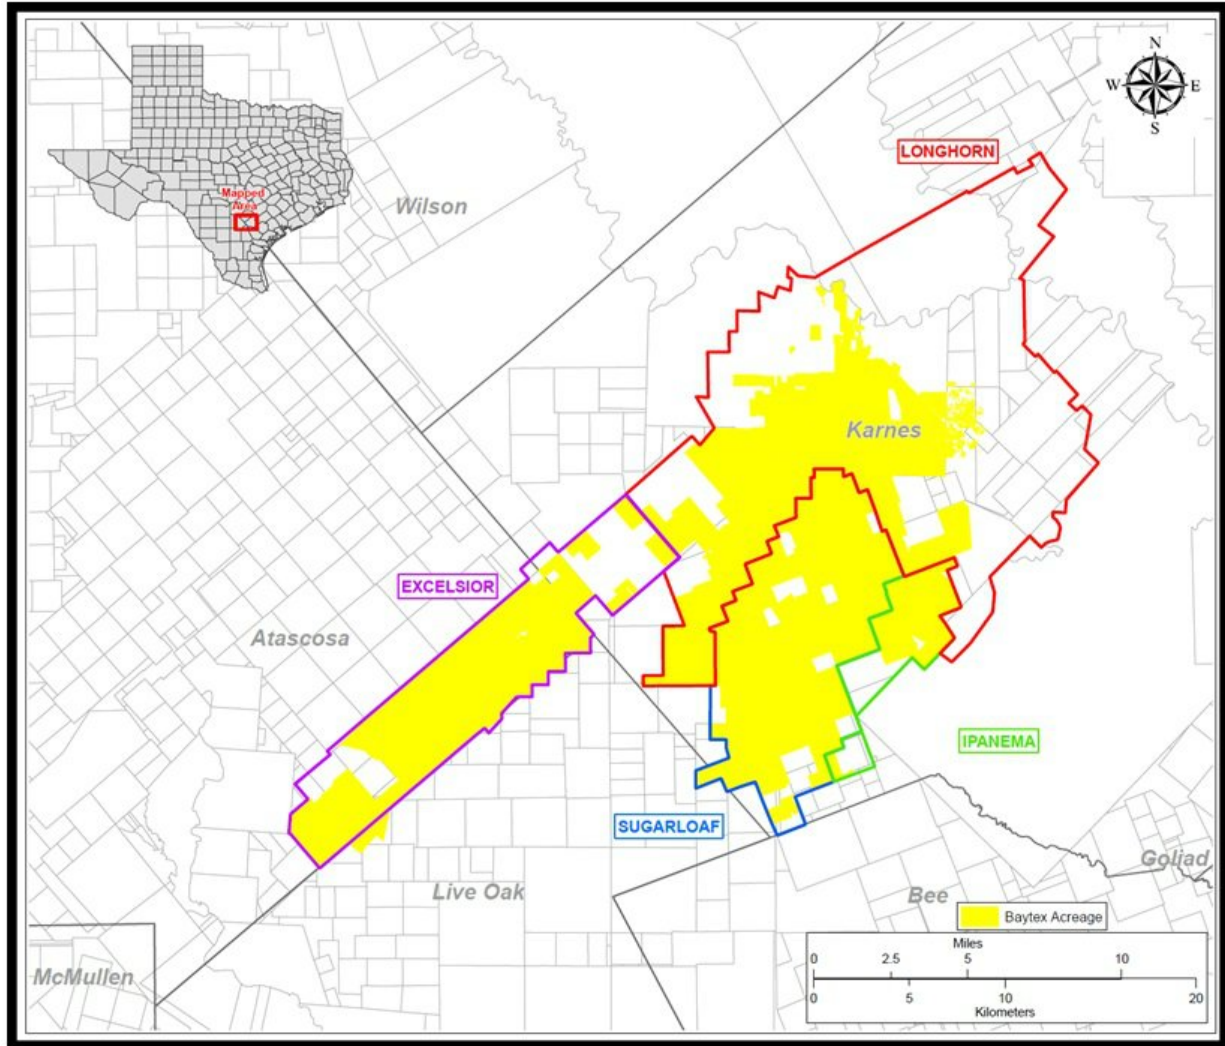 N
W E
S
LONGHORN
Mapped
Area
Wilson
Karnes
EXCELSIOR
Atascosa
IPANEMA
SUGARLOAF
Goliad
Live Oak
Bee
Baytex Acreage
McMullen
Miles
0 2.5 5 10
0 5 10 20
Kilometers